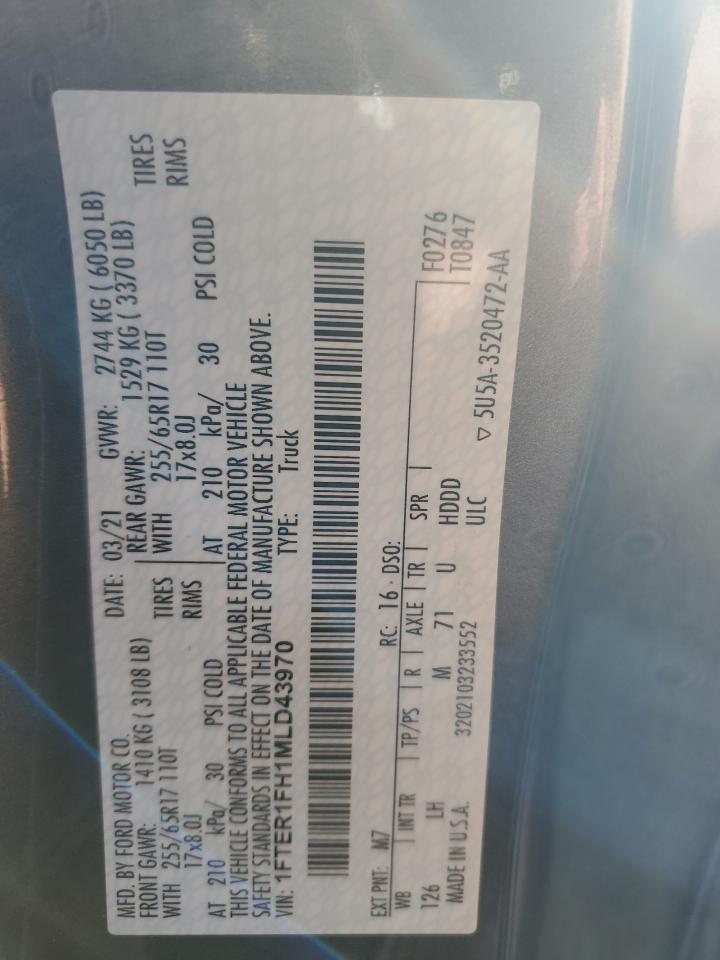 MFD. BY FORD MOTOR CO.
DATE: 03/21 GVWR: 2744 KG ( 6050 LB)
FRONT GAWR: 1410 KG ( 3108 LB) REAR GAWR: 1529 KG ( 3370 LB)
WITH 255/65R17 110T TIRES WITH 255/65R17 110T TIRES
17x8.0J RIMS 17x8.0J RIMS
AT 210 kPa/ 30 PSI COLD AT 210 kPa/ 30 PSI COLD
THIS VEHICLE CONFORMS TO ALL APPLICABLE FEDERAL MOTOR VEHICLE
SAFETY STANDARDS IN EFFECT ON THE DATE OF MANUFACTURE SHOWN ABOVE.
VIN: 1FTER1FH1MLD43970 TYPE: Truck
EXT PNT: M7 RC: 16 DSO: F0276
WB INT TR TP/PS R AXLE TR SPR T0847
126 LH M 71 U HDDD
MADE IN U.S.A. 3202103233552 ULC
▽ 5U5A-3520472-AA